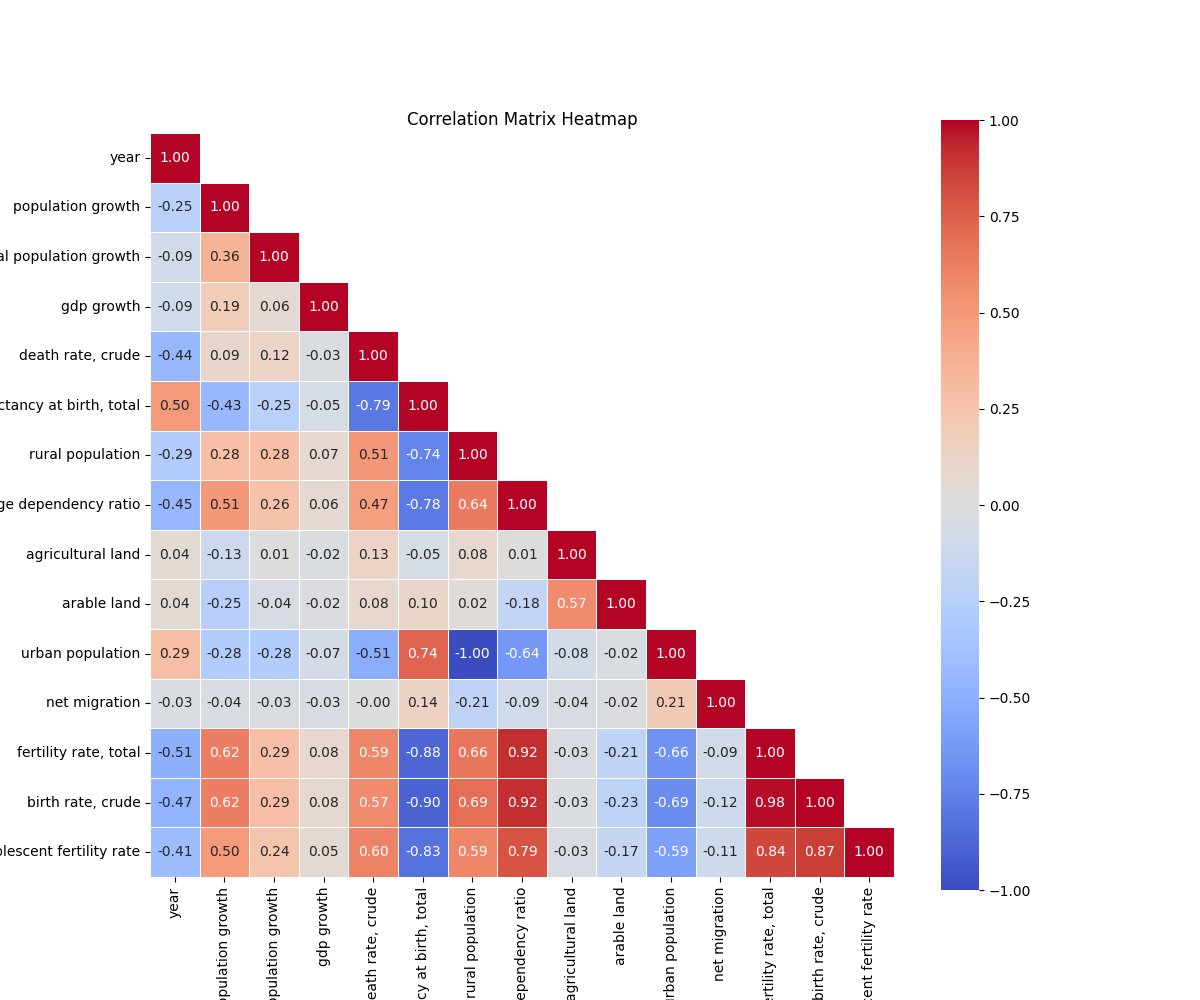 Correlation Matrix Heatmap
year 1.00
population growth -0.25 1.00
population growth -0.09 0.36 1.00
gdp growth -0.09 0.19 0.06 1.00
death rate, crude -0.44 0.09 0.12 -0.03 1.00
at birth, total 0.50 -0.43 -0.25 -0.05 -0.79 1.00
rural population -0.29 0.28 0.28 0.07 0.51 -0.74 1.00
dependency ratio -0.45 0.51 0.26 0.06 0.47 -0.78 0.64 1.00
agricultural land 0.04 -0.13 0.01 -0.02 0.13 -0.05 0.08 0.01 1.00
arable land 0.04 -0.25 -0.04 -0.02 0.08 0.10 0.02 -0.18 0.57 1.00
urban population 0.29 -0.28 -0.28 -0.07 -0.51 0.74 -1.00 -0.64 -0.08 -0.02 1.00
net migration -0.03 -0.04 -0.03 -0.03 -0.00 0.14 -0.21 -0.09 -0.04 -0.02 0.21 1.00
fertility rate, total -0.51 0.62 0.29 0.08 0.59 -0.88 0.66 0.92 -0.03 -0.21 -0.66 -0.09 1.00
birth rate, crude -0.47 0.62 0.29 0.08 0.57 -0.90 0.69 0.92 -0.03 -0.23 -0.69 -0.12 0.98 1.00
fertility rate -0.41 0.50 0.24 0.05 0.60 -0.83 0.59 0.79 -0.03 -0.17 -0.59 -0.11 0.84 0.87 1.00
year
growth
growth
gdp growth
rate, crude
at birth, total
rural population
ratio
agricultural land
arable land
population
net migration
rate, total
birth rate, crude
fertility rate
1.00
0.75
0.50
0.25
0.00
−0.25
−0.50
−0.75
−1.00